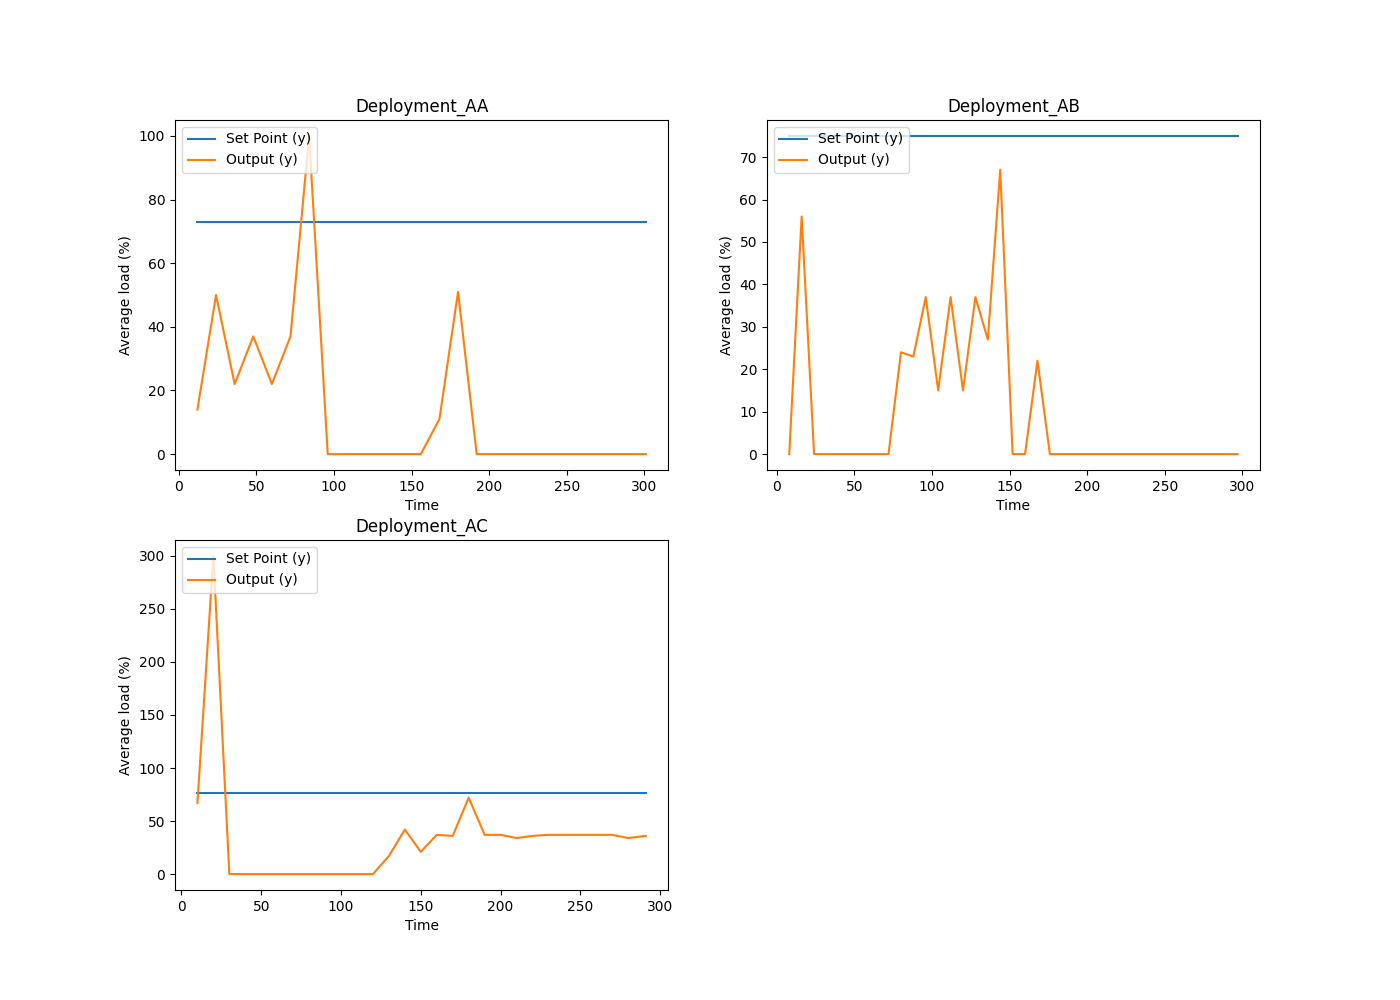 Deployment_AA
Set Point (y)
Output (y)
Average load (%)
100
80
60
40
20
0
0 50 100 150 200 250 300
Time
Deployment_AB
Set Point (y)
Output (y)
Average load (%)
70
60
50
40
30
20
10
0
0 50 100 150 200 250 300
Time
Deployment_AC
Set Point (y)
Output (y)
Average load (%)
300
250
200
150
100
50
0
0 50 100 150 200 250 300
Time